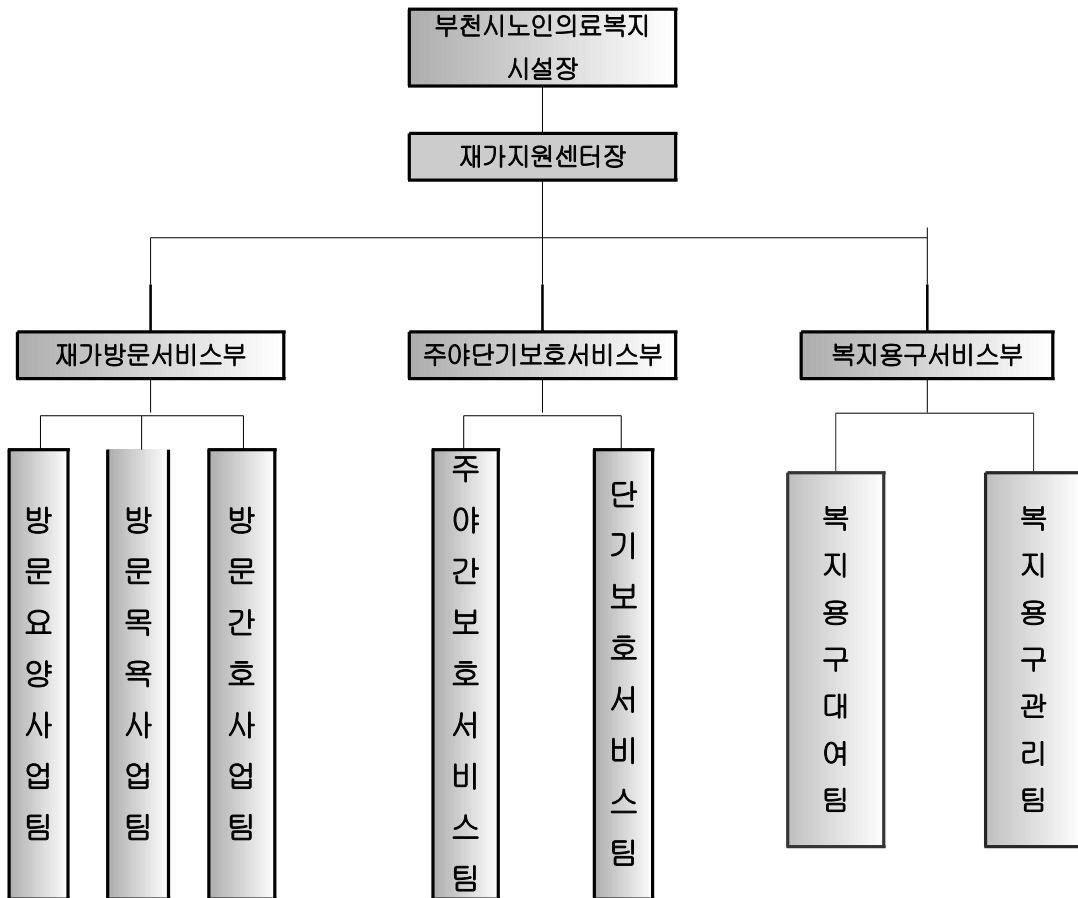 부천시노인의료복지
시설장
재가지원센터장
재가방문서비스부
주야단기보호서비스부
복지용구서비스부
방문요양사업팀
방문목욕사업팀
방문간호사업팀
주야간보호서비스팀
단기보호서비스팀
복지용구대여팀
복지용구관리팀